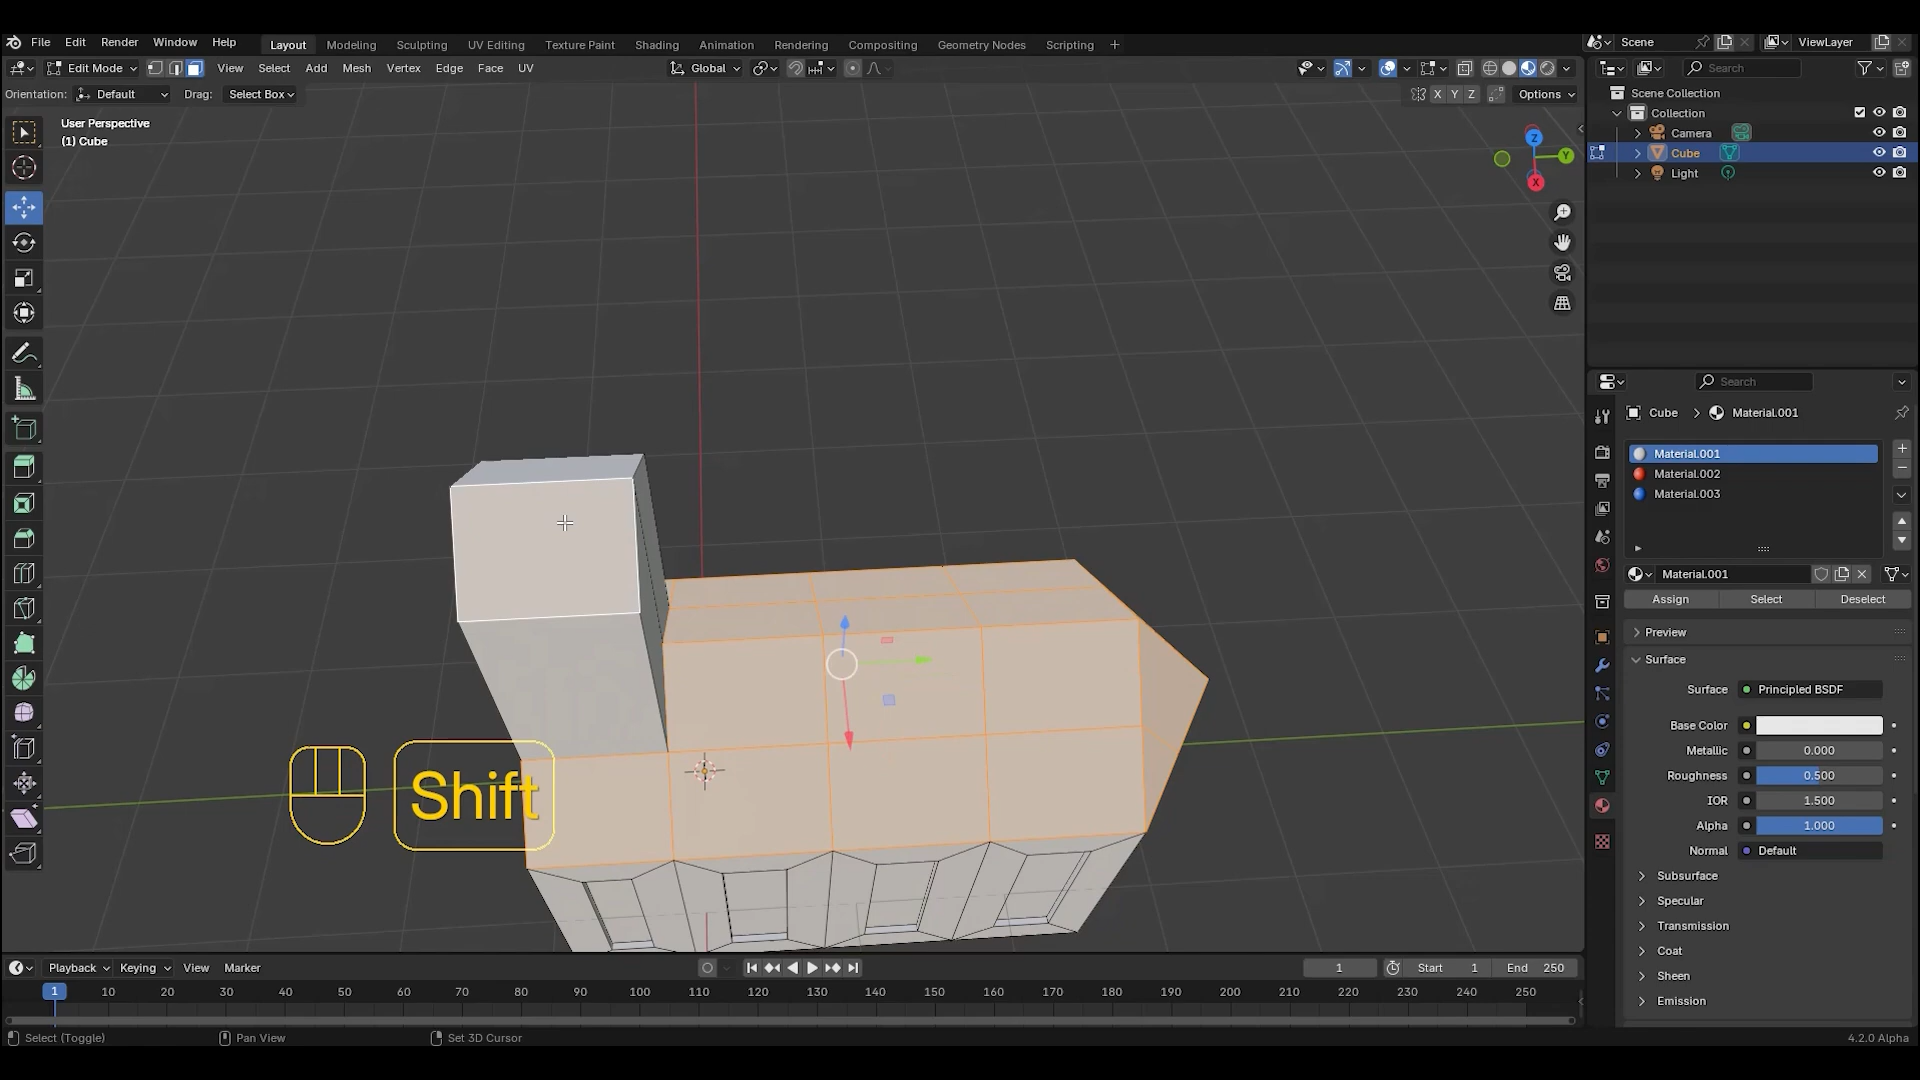 File Edit Render Window Help Layout Modeling Sculpting UV Editing Texture Paint Shading Animation Rendering Compositing Geometry Nodes Scripting + Scene ViewLayer
Edit Mode View Select Add Mesh Vertex Edge Face UV Global Search
Orientation: Default Drag: Select Box X Y Z Options
Scene Collection
Collection
Camera
Cube
Light
User Perspective
(1) Cube
Z
Y
X
Search
Cube > Material.001
Material.001
Material.002
Material.003
Material.001
Assign Select Deselect
Preview
Surface
Surface Principled BSDF
Base Color
Metallic 0.000
Roughness 0.500
IOR 1.500
Alpha 1.000
Normal Default
Subsurface
Specular
Transmission
Coat
Sheen
Emission
Shift
Playback Keying View Marker 1 Start 1 End 250
1 10 20 30 40 50 60 70 80 90 100 110 120 130 140 150 160 170 180 190 200 210 220 230 240 250
Select (Toggle) Pan View Set 3D Cursor 4.2.0 Alpha